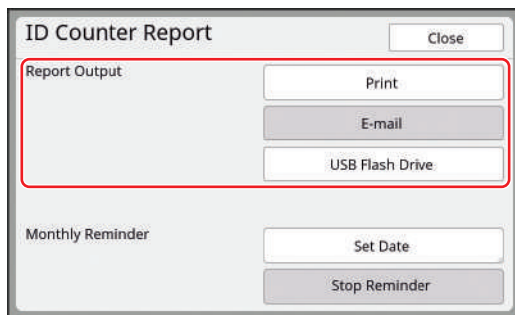 ID Counter Report
Close
Report Output
Print
E-mail
USB Flash Drive
Monthly Reminder
Set Date
Stop Reminder